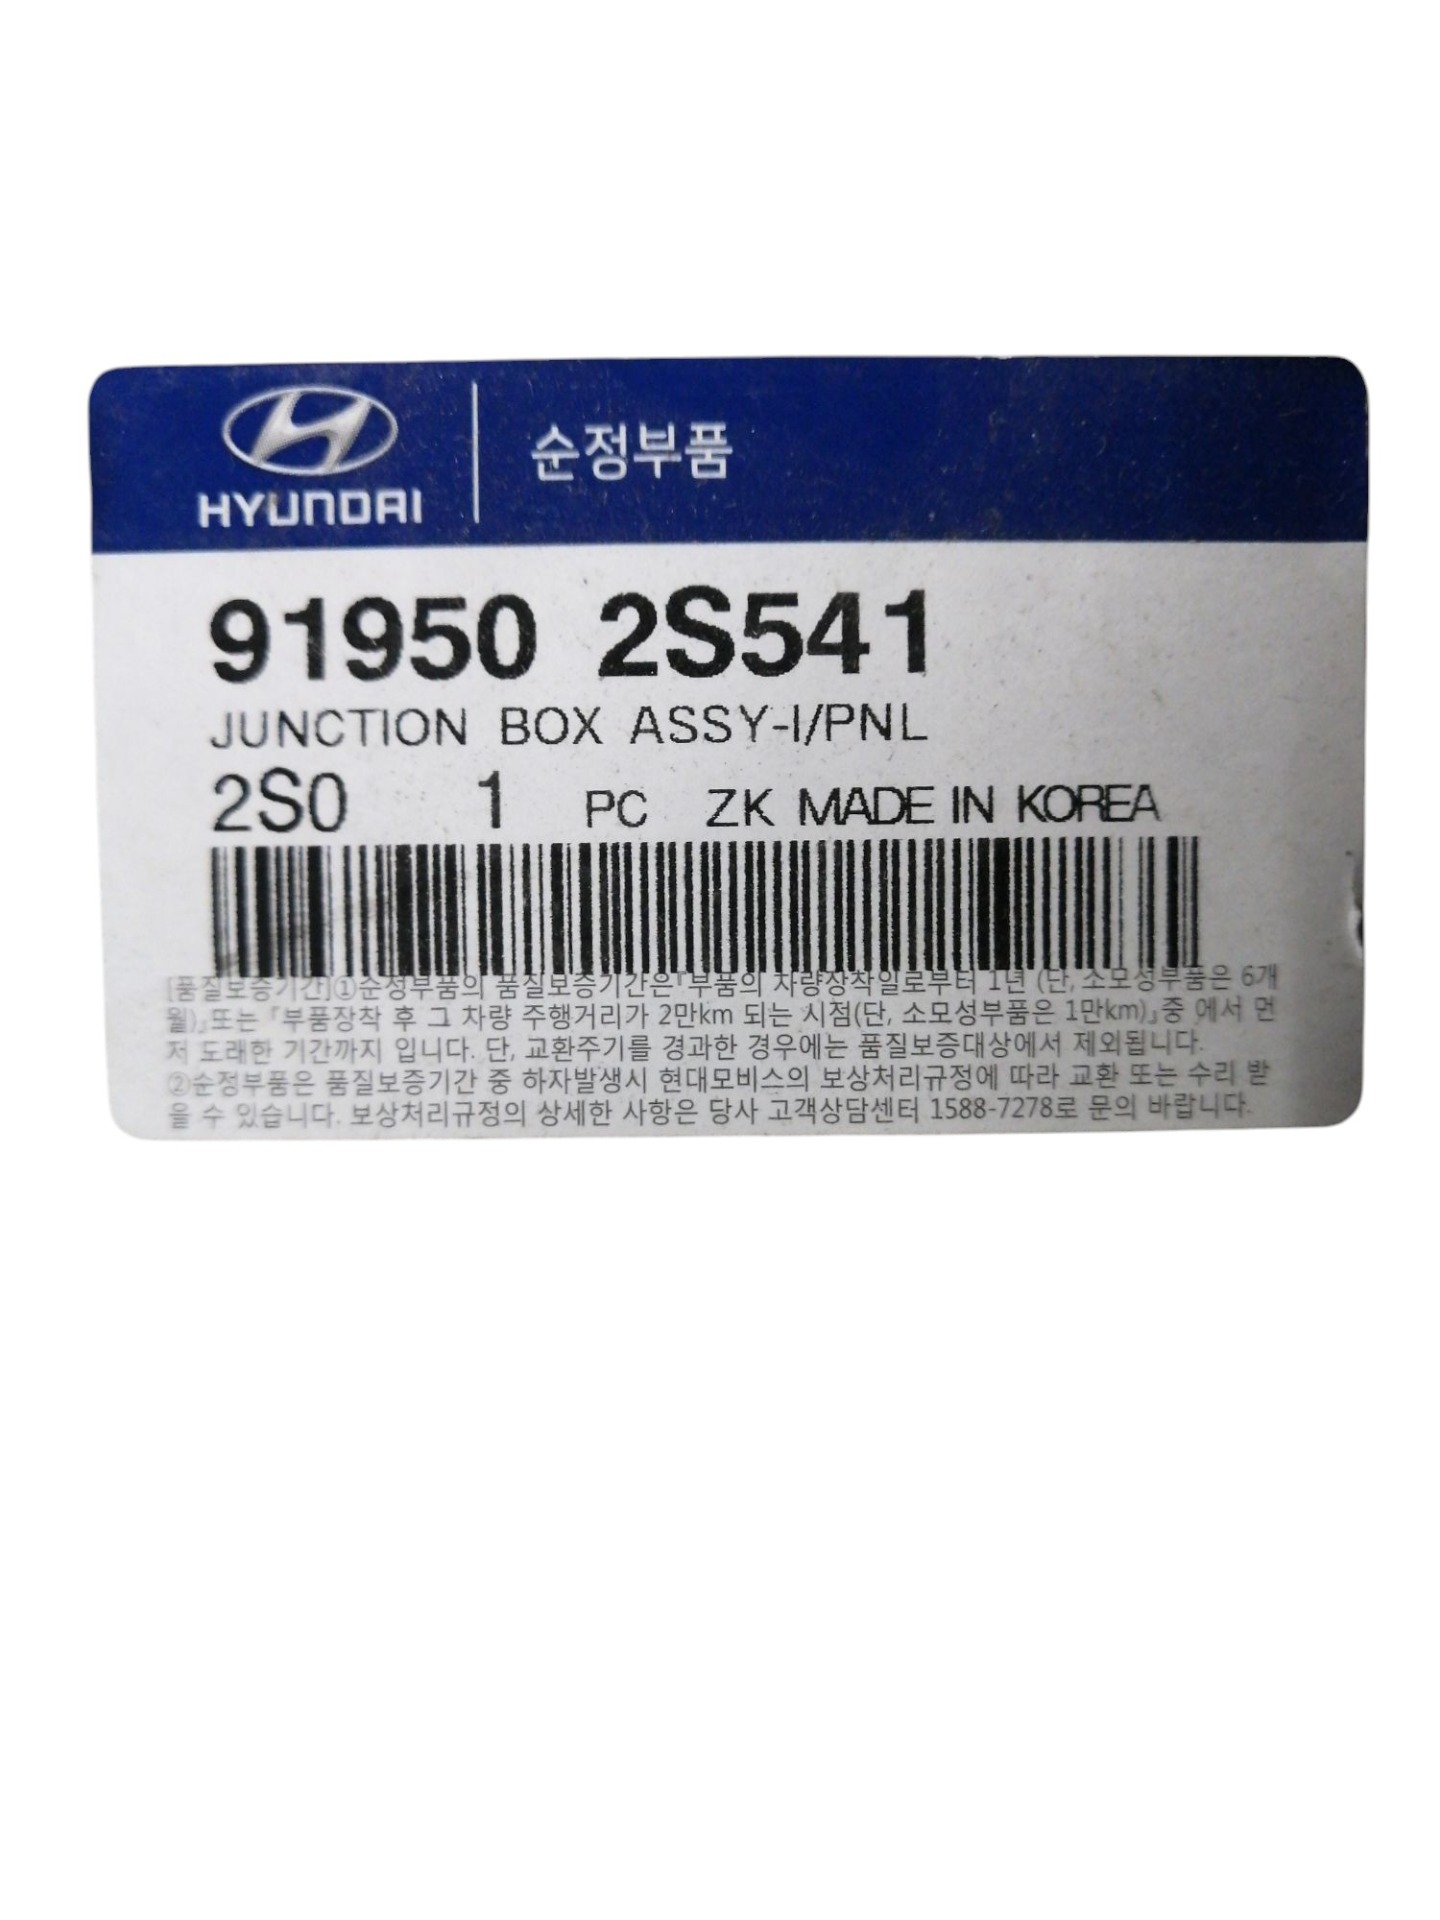 HYUNDAI
순정부품
91950 2S541
JUNCTION BOX ASSY-I/PNL
2S0 1 PC ZK MADE IN KOREA
[품질보증기간]①순정부품의 품질보증기간은『부품의 차량장착일로부터 1년 (단, 소모성부품은 6개
월)』또는 『부품장착 후 그 차량 주행거리가 2만km 되는 시점(단, 소모성부품은 1만km)』중 에서 먼
저 도래한 기간까지 입니다. 단, 교환주기를 경과한 경우에는 품질보증대상에서 제외됩니다.
②순정부품은 품질보증기간 중 하자발생시 현대모비스의 보상처리규정에 따라 교환 또는 수리 받
을 수 있습니다. 보상처리규정의 상세한 사항은 당사 고객상담센터 1588-7278로 문의 바랍니다.